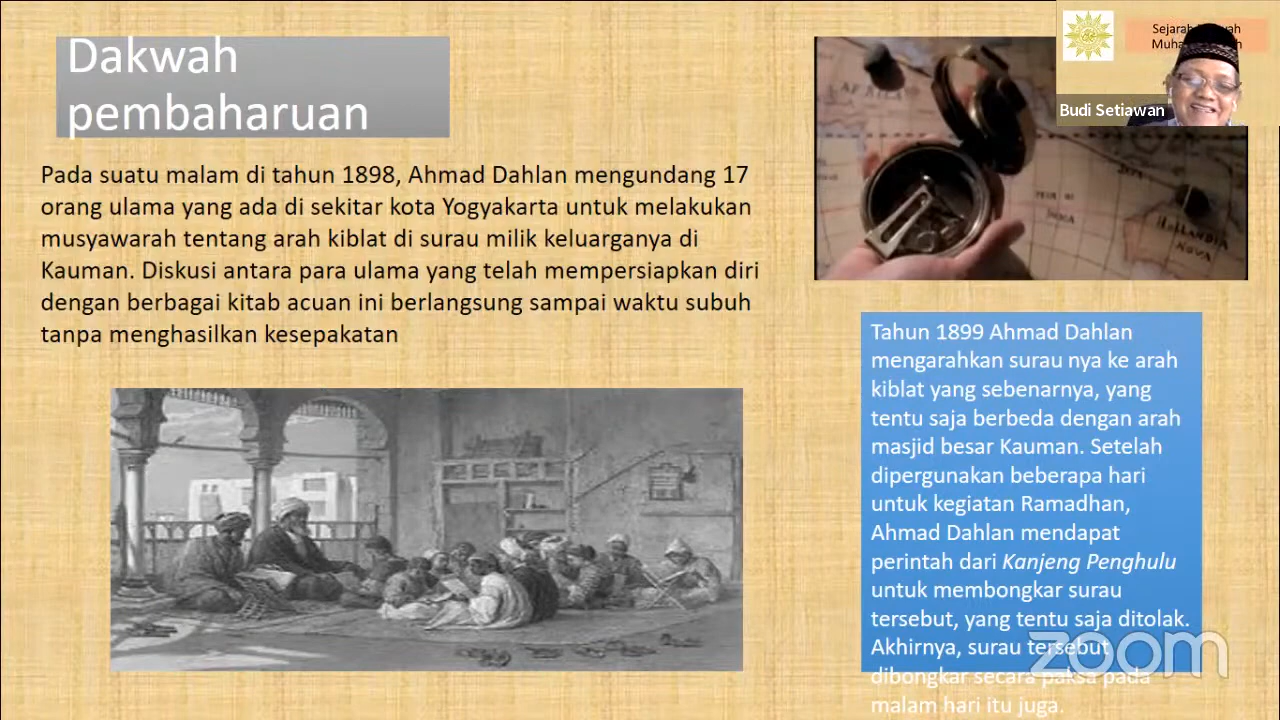 Dakwah
pembaharuan
Pada suatu malam di tahun 1898, Ahmad Dahlan mengundang 17
orang ulama yang ada di sekitar kota Yogyakarta untuk melakukan
musyawarah tentang arah kiblat di surau milik keluarganya di
Kauman. Diskusi antara para ulama yang telah mempersiapkan diri
dengan berbagai kitab acuan ini berlangsung sampai waktu subuh
tanpa menghasilkan kesepakatan
HOLLANDIA
NOVA
Sejarah
Budi Setiawan
Tahun 1899 Ahmad Dahlan
mengarahkan surau nya ke arah
kiblat yang sebenarnya, yang
tentu saja berbeda dengan arah
masjid besar Kauman. Setelah
dipergunakan beberapa hari
untuk kegiatan Ramadhan,
Ahmad Dahlan mendapat
perintah dari Kanjeng Penghulu
untuk membongkar surau
tersebut, yang tentu saja ditolak.
Akhirnya, surau tersebut
dibongkar secara paksa pada
malam hari itu juga.
zoom